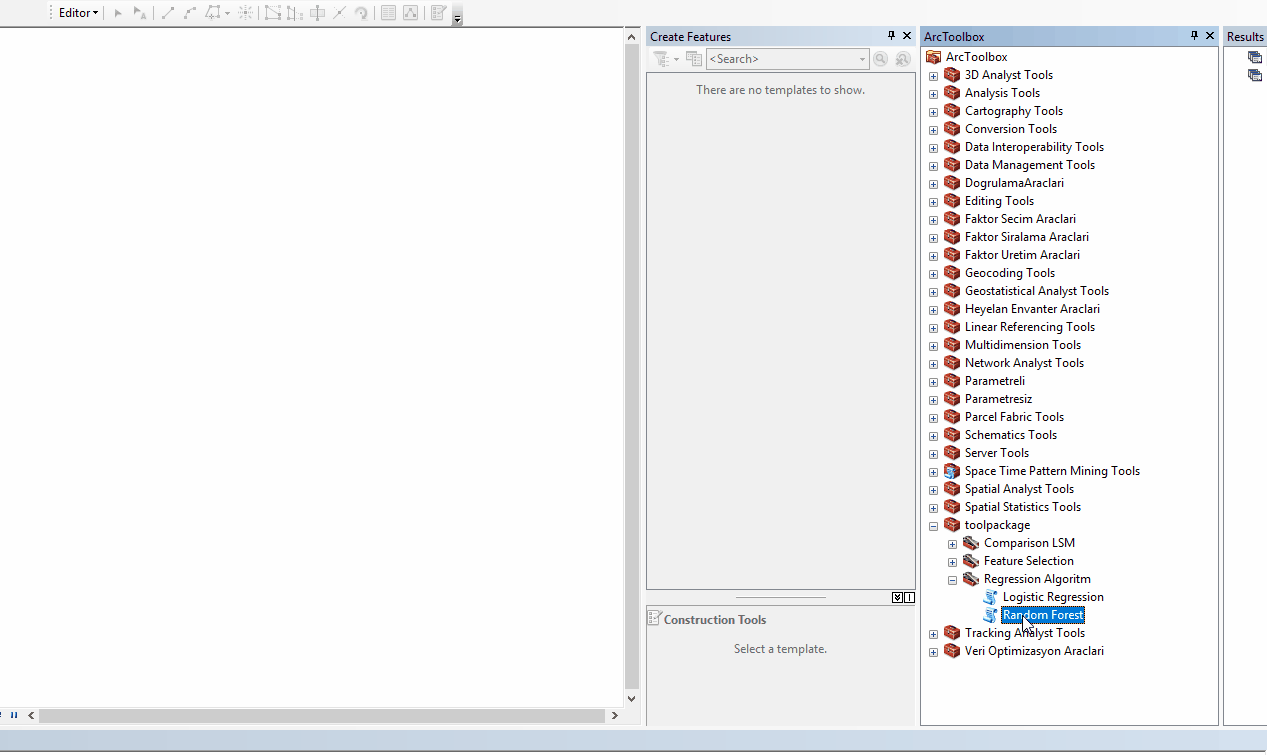 Editor
Create Features
<Search>
There are no templates to show.
Construction Tools
Select a template.
ArcToolbox
ArcToolbox
3D Analyst Tools
Analysis Tools
Cartography Tools
Conversion Tools
Data Interoperability Tools
Data Management Tools
DogrulamaAraclari
Editing Tools
Faktor Secim Araclari
Faktor Siralama Araclari
Faktor Uretim Araclari
Geocoding Tools
Geostatistical Analyst Tools
Heyelan Envanter Araclari
Linear Referencing Tools
Multidimension Tools
Network Analyst Tools
Parametreli
Parametresiz
Parcel Fabric Tools
Schematics Tools
Server Tools
Space Time Pattern Mining Tools
Spatial Analyst Tools
Spatial Statistics Tools
toolpackage
Comparison LSM
Feature Selection
Regression Algoritm
Logistic Regression
Random Forest
Tracking Analyst Tools
Veri Optimizasyon Araclari
Results